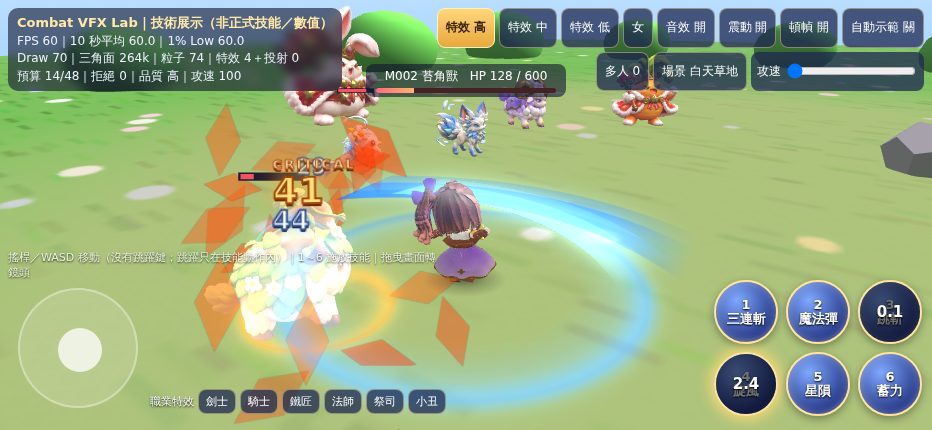 Combat VFX Lab｜技術展示（非正式技能／數值）
FPS 60｜10 秒平均 60.0｜1% Low 60.0
Draw 70｜三角面 264k｜粒子 74｜特效 4＋投射 0
預算 14/48｜拒絕 0｜品質 高｜攻速 100
特效 高
特效 中
特效 低
女
音效 開
震動 開
頓幀 開
自動示範 關
多人 0
場景 白天草地
攻速
M002 苔角獸 HP 128 / 600
CRITICAL
41
44
搖桿／WASD 移動（沒有跳躍鍵；跳躍只在技能動作內）｜1～6 施放技能｜拖曳畫面轉
鏡頭
1
三連斬
2
魔法彈
3
跳斬
0.1
4
旋風
2.4
5
星隕
6
蓄力
職業特效
劍士
騎士
鐵匠
法師
祭司
小丑